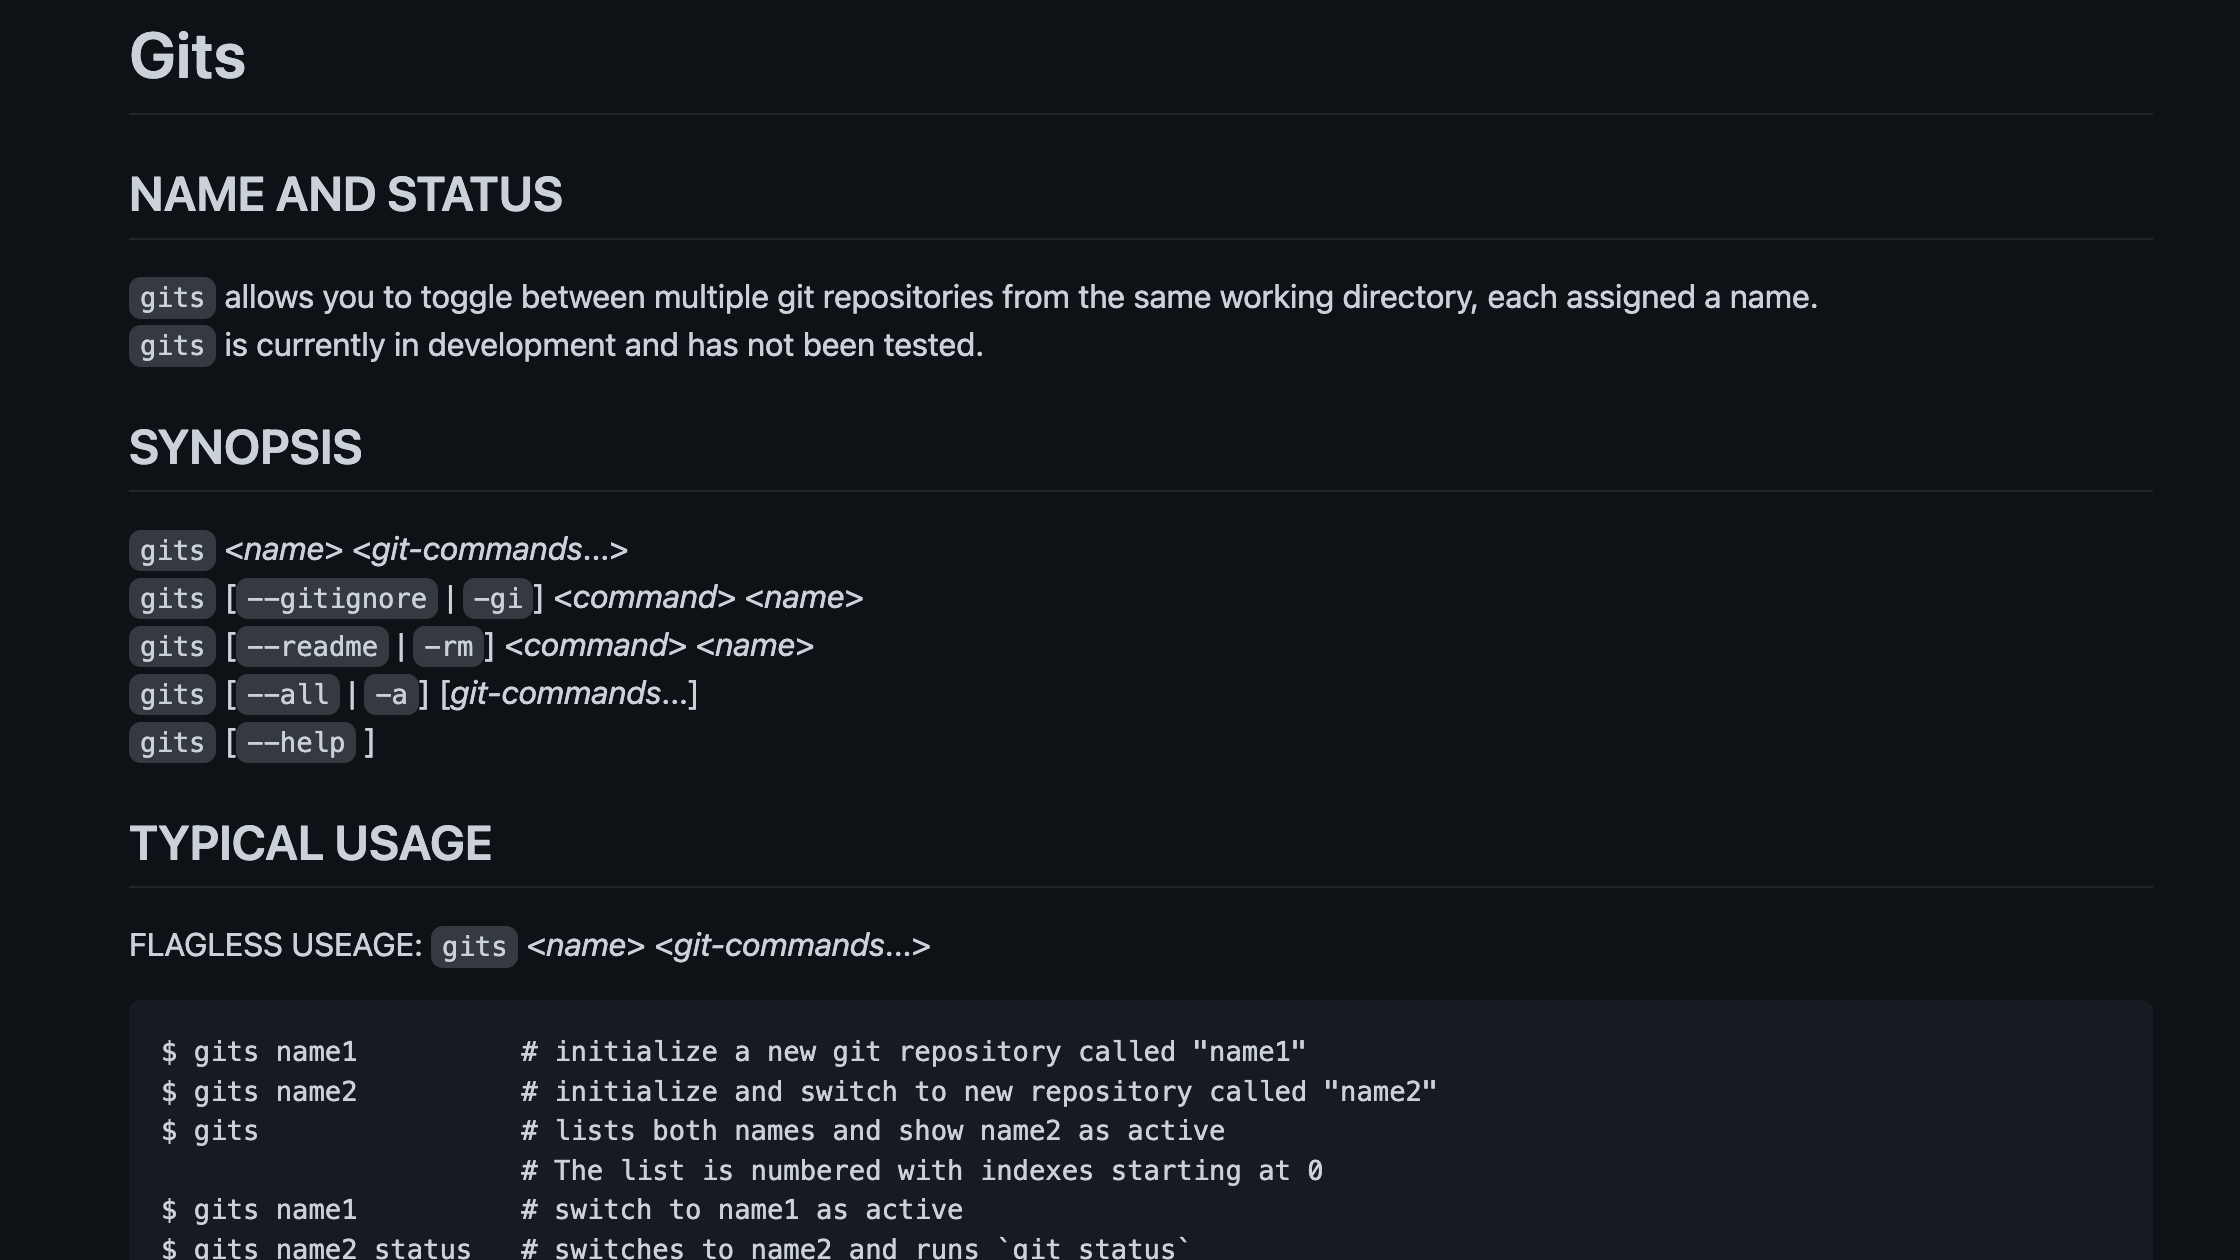 Gits
NAME AND STATUS
gits allows you to toggle between multiple git repositories from the same working directory, each assigned a name.
gits is currently in development and has not been tested.
SYNOPSIS
gits <name> <git-commands...>
gits [--gitignore | -gi] <command> <name>
gits [--readme | -rm] <command> <name>
gits [--all | -a] [git-commands...]
gits [--help ]
TYPICAL USAGE
FLAGLESS USEAGE: gits <name> <git-commands...>
$ gits name1          # initialize a new git repository called "name1"
$ gits name2          # initialize and switch to new repository called "name2"
$ gits                # lists both names and show name2 as active
                      # The list is numbered with indexes starting at 0
$ gits name1          # switch to name1 as active
$ gits name2 status   # switches to name2 and runs `git status`